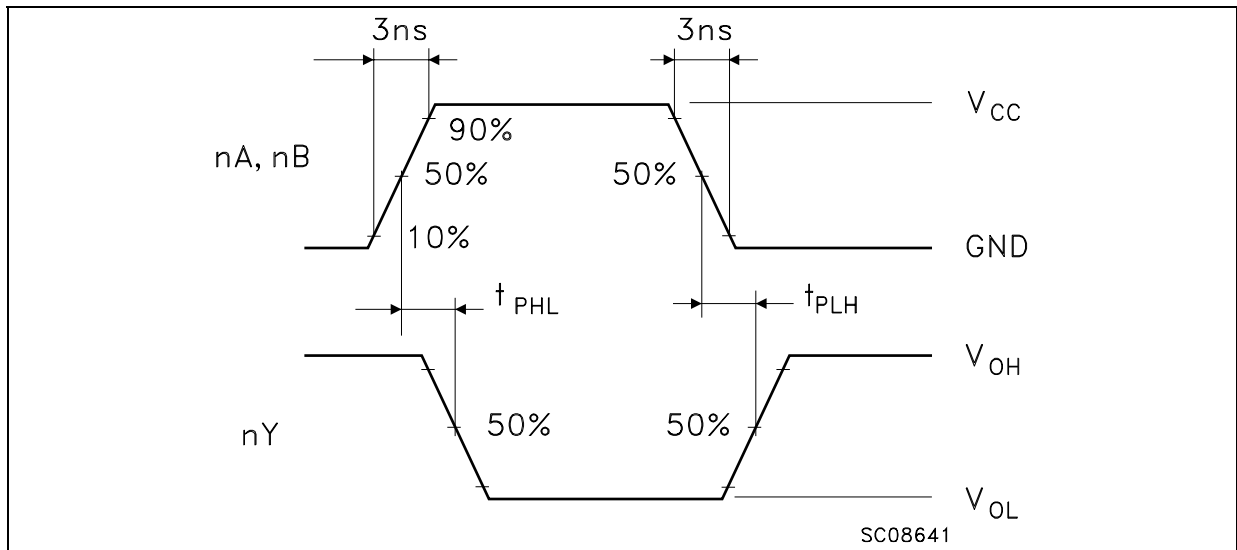 3ns 3ns
V_CC
90%
nA, nB
50% 50%
10%
GND
t_PHL t_PLH
V_OH
50% 50%
nY
V_OL
SC08641